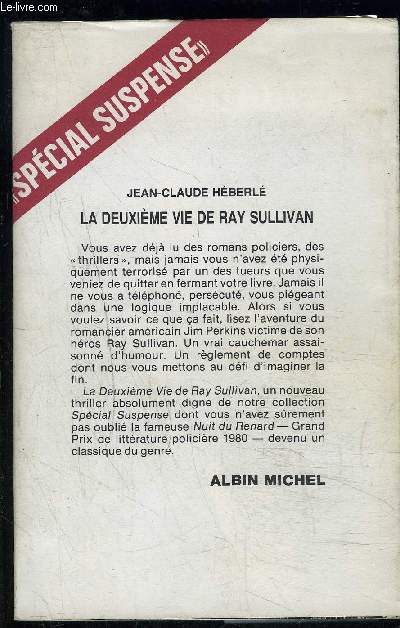 Le-livre.com
«SPÉCIAL SUSPENSE»
JEAN-CLAUDE HÉBERLÉ
LA DEUXIÈME VIE DE RAY SULLIVAN
Vous avez déjà lu des romans policiers, des
«thrillers», mais jamais vous n'avez été physi-
quement terrorisé par un des tueurs que vous
veniez de quitter en fermant votre livre. Jamais il
ne vous a téléphoné, persécuté, vous piégeant
dans une logique implacable. Alors si vous
voulez savoir ce que ça fait, lisez l'aventure du
romancier américain Jim Perkins victime de son
héros Ray Sullivan. Un vrai cauchemar assai-
sonné d'humour. Un règlement de comptes
dont nous vous mettons au défi d'imaginer la
fin.
La Deuxième Vie de Ray Sullivan, un nouveau
thriller absolument digne de notre collection
Spécial Suspense dont vous n'avez sûrement
pas oublié la fameuse Nuit du Renard — Grand
Prix de littérature policière 1980 — devenu un
classique du genre.
ALBIN MICHEL